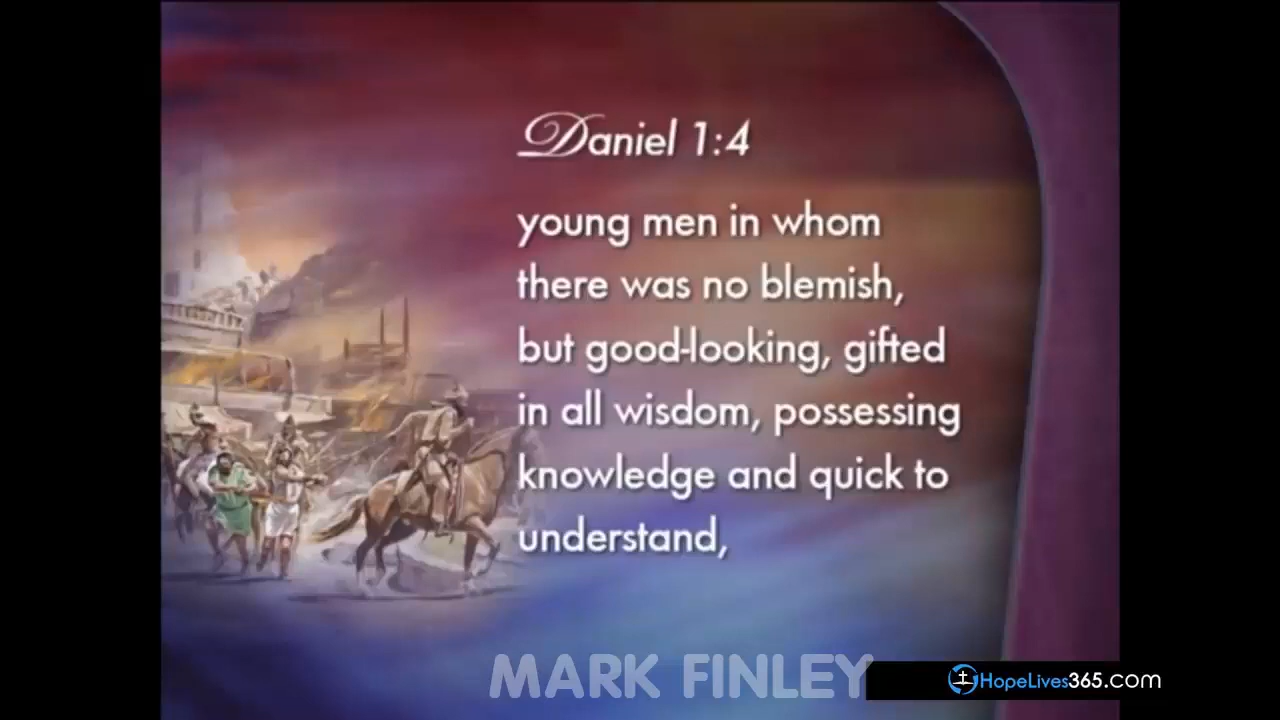 Daniel 1:4
young men in whom
there was no blemish,
but good-looking, gifted
in all wisdom, possessing
knowledge and quick to
understand,
MARK FINLEY
HopeLives365.com